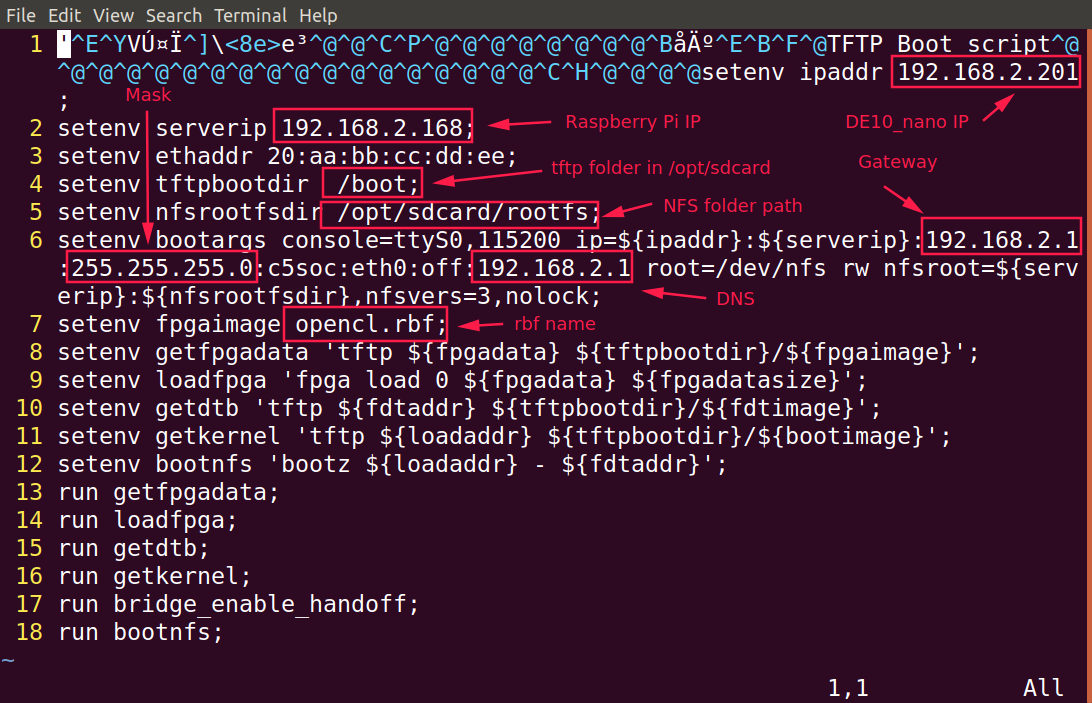 File Edit View Search Terminal Help
1 '^E^YVÚ¤Ï^]\<8e>e³^@^@^C^P^@^@^@^@^@^@^@^@^BåÄº^E^B^F^@TFTP Boot script^@
^@^@^@^@^@^@^@^@^@^@^@^@^@^@^@^@^@^C^H^@^@^@^@setenv ipaddr 192.168.2.201
;
Mask
2 setenv serverip 192.168.2.168;
Raspberry Pi IP
DE10_nano IP
3 setenv ethaddr 20:aa:bb:cc:dd:ee;
Gateway
4 setenv tftpbootdir /boot;
tftp folder in /opt/sdcard
5 setenv nfsrootfsdir /opt/sdcard/rootfs;
NFS folder path
6 setenv bootargs console=ttyS0,115200 ip=${ipaddr}:${serverip}:192.168.2.1
:255.255.255.0:c5soc:eth0:off:192.168.2.1 root=/dev/nfs rw nfsroot=${serv
erip}:${nfsrootfsdir},nfsvers=3,nolock;
DNS
7 setenv fpgaimage opencl.rbf;
rbf name
8 setenv getfpgadata 'tftp ${fpgadata} ${tftpbootdir}/${fpgaimage}';
9 setenv loadfpga 'fpga load 0 ${fpgadata} ${fpgadatasize}';
10 setenv getdtb 'tftp ${fdtaddr} ${tftpbootdir}/${fdtimage}';
11 setenv getkernel 'tftp ${loadaddr} ${tftpbootdir}/${bootimage}';
12 setenv bootnfs 'bootz ${loadaddr} - ${fdtaddr}';
13 run getfpgadata;
14 run loadfpga;
15 run getdtb;
16 run getkernel;
17 run bridge_enable_handoff;
18 run bootnfs;
~
1,1 All